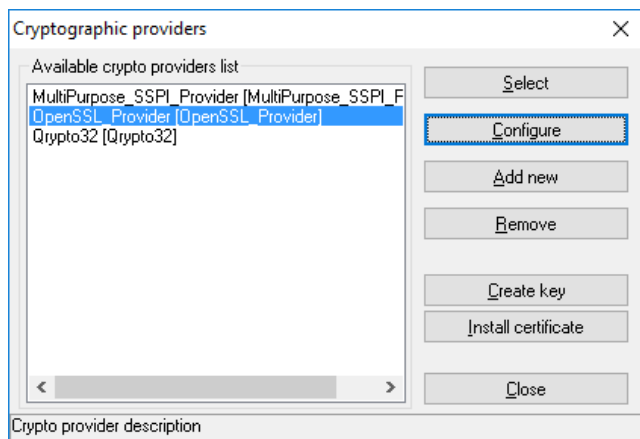 Cryptographic providers
Available crypto providers list
MultiPurpose_SSPI_Provider [MultiPurpose_SSPI_F
OpenSSL_Provider [OpenSSL_Provider]
Qrypto32 [Qrypto32]
Select
Configure
Add new
Remove
Create key
Install certificate
Close
Crypto provider description